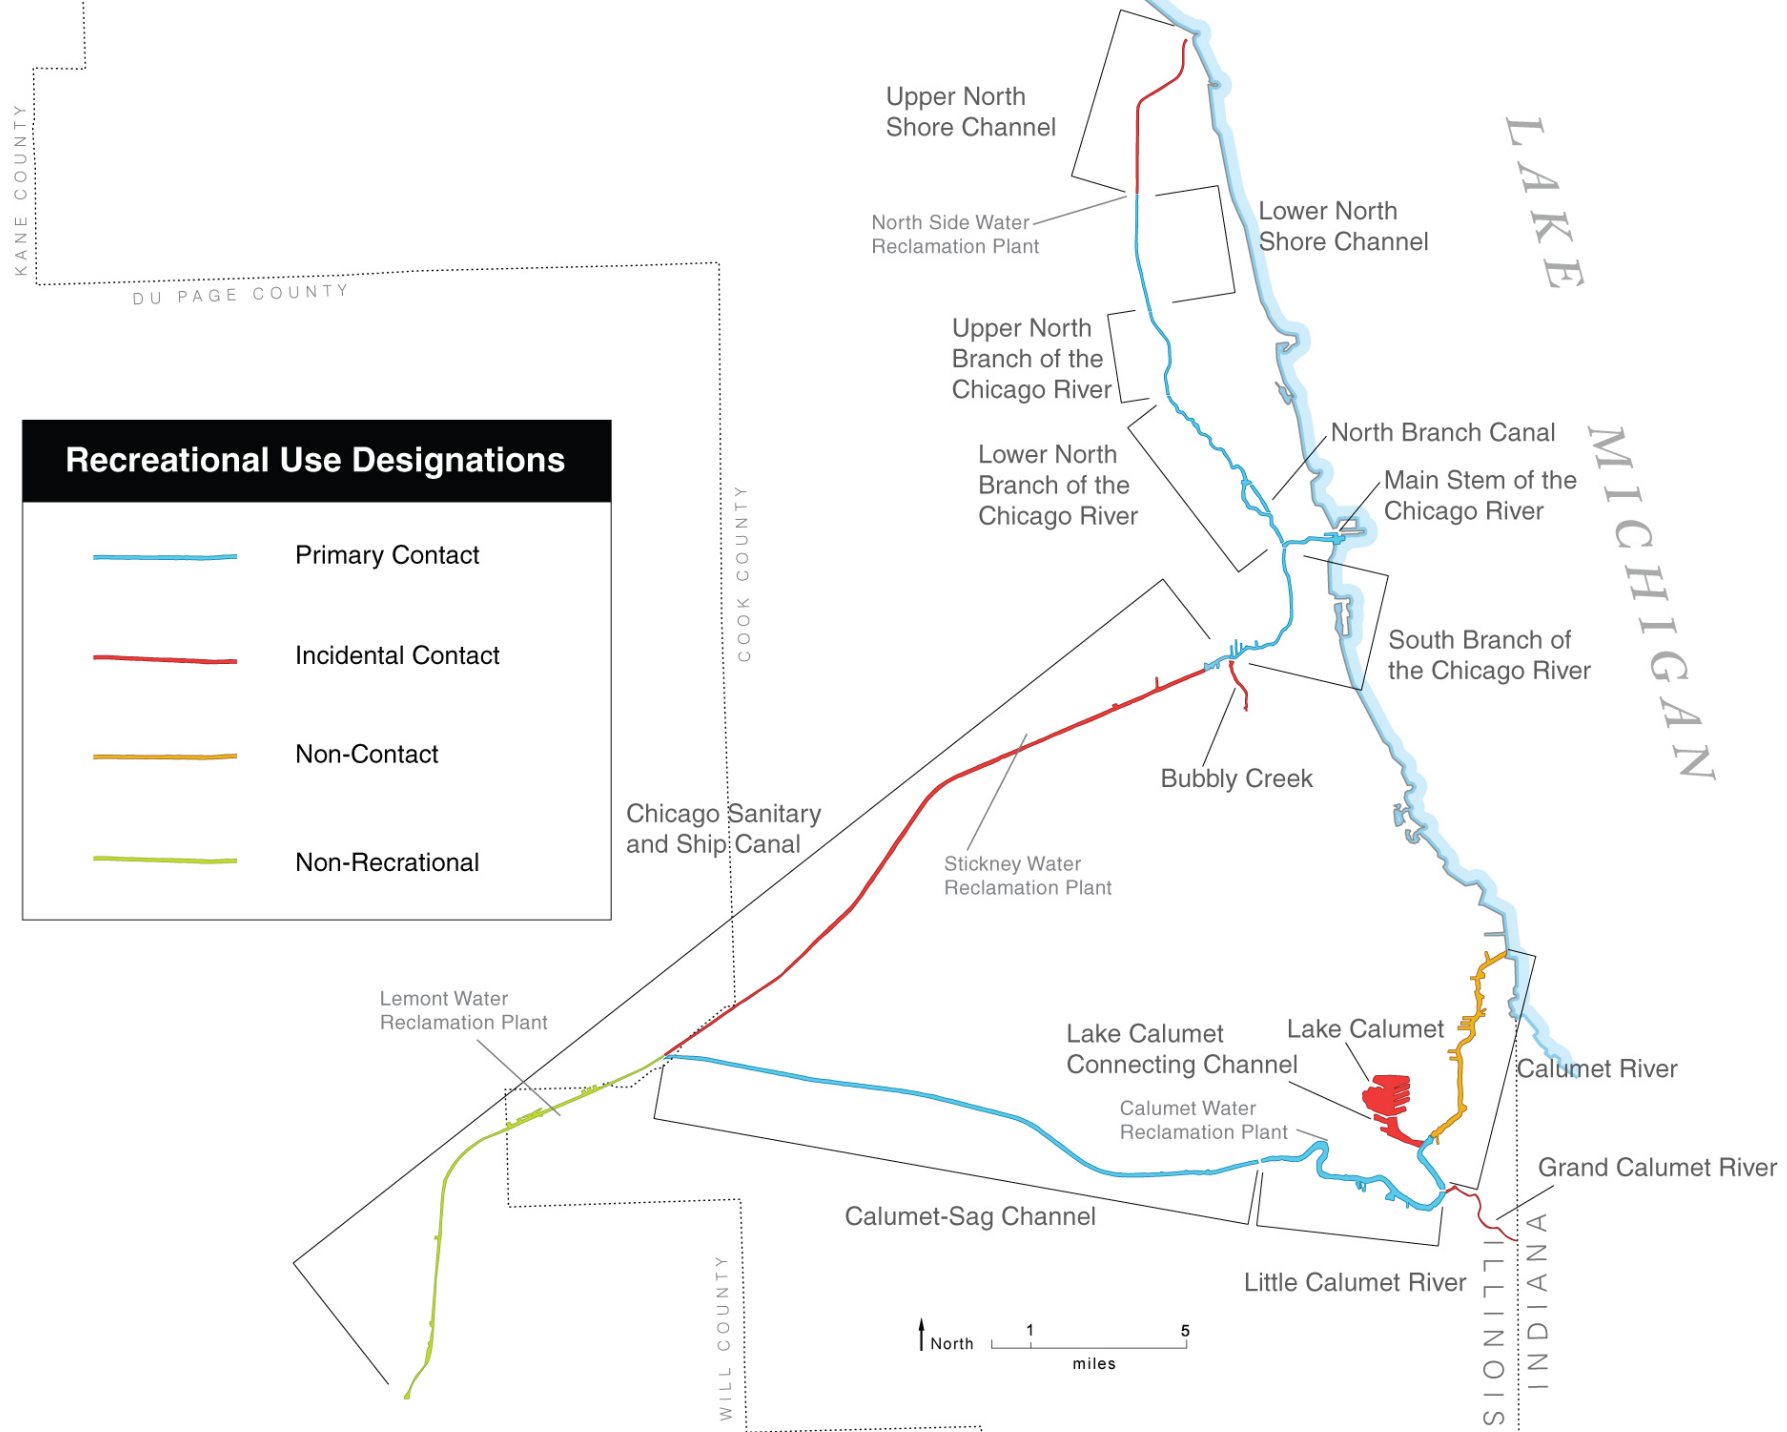 Upper North
Shore Channel
LAKE
KANE COUNTY
North Side Water
Reclamation Plant
Lower North
Shore Channel
DU PAGE COUNTY
Upper North
Branch of the
Chicago River
MICHIGAN
North Branch Canal
Lower North
Branch of the
Chicago River
Main Stem of the
Chicago River
Recreational Use Designations
Primary Contact
Incidental Contact
Non-Contact
Non-Recrational
COOK COUNTY
South Branch of
the Chicago River
Bubbly Creek
Chicago Sanitary
and Ship Canal
Stickney Water
Reclamation Plant
Lemont Water
Reclamation Plant
Lake Calumet
Connecting Channel
Lake Calumet
Calumet River
Calumet Water
Reclamation Plant
Grand Calumet River
Calumet-Sag Channel
Little Calumet River
WILL COUNTY
ILLINOIS
INDIANA
North
1
5
miles